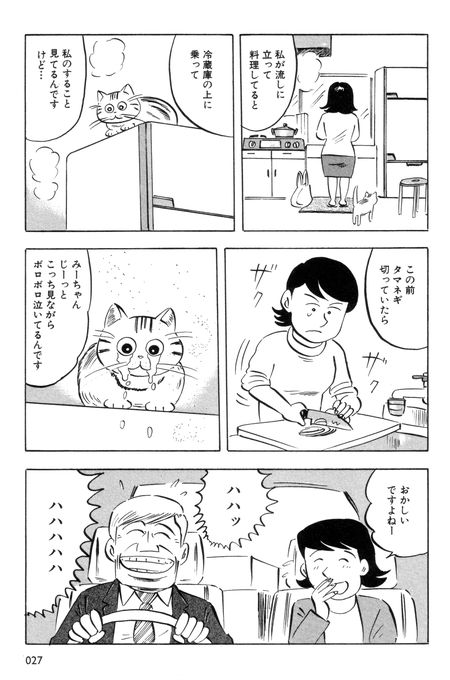 私が流しに
立って
料理してると
冷蔵庫の上に
乗って
私のすること
見てるんです
けど…
この前
タマネギ
切っていたら
ザッ
ザク
みーちゃん
じーっと
こっち見ながら
ボロボロ泣いてるんです
おかしい
ですよねー
ハハッ
ハハハハハ
027